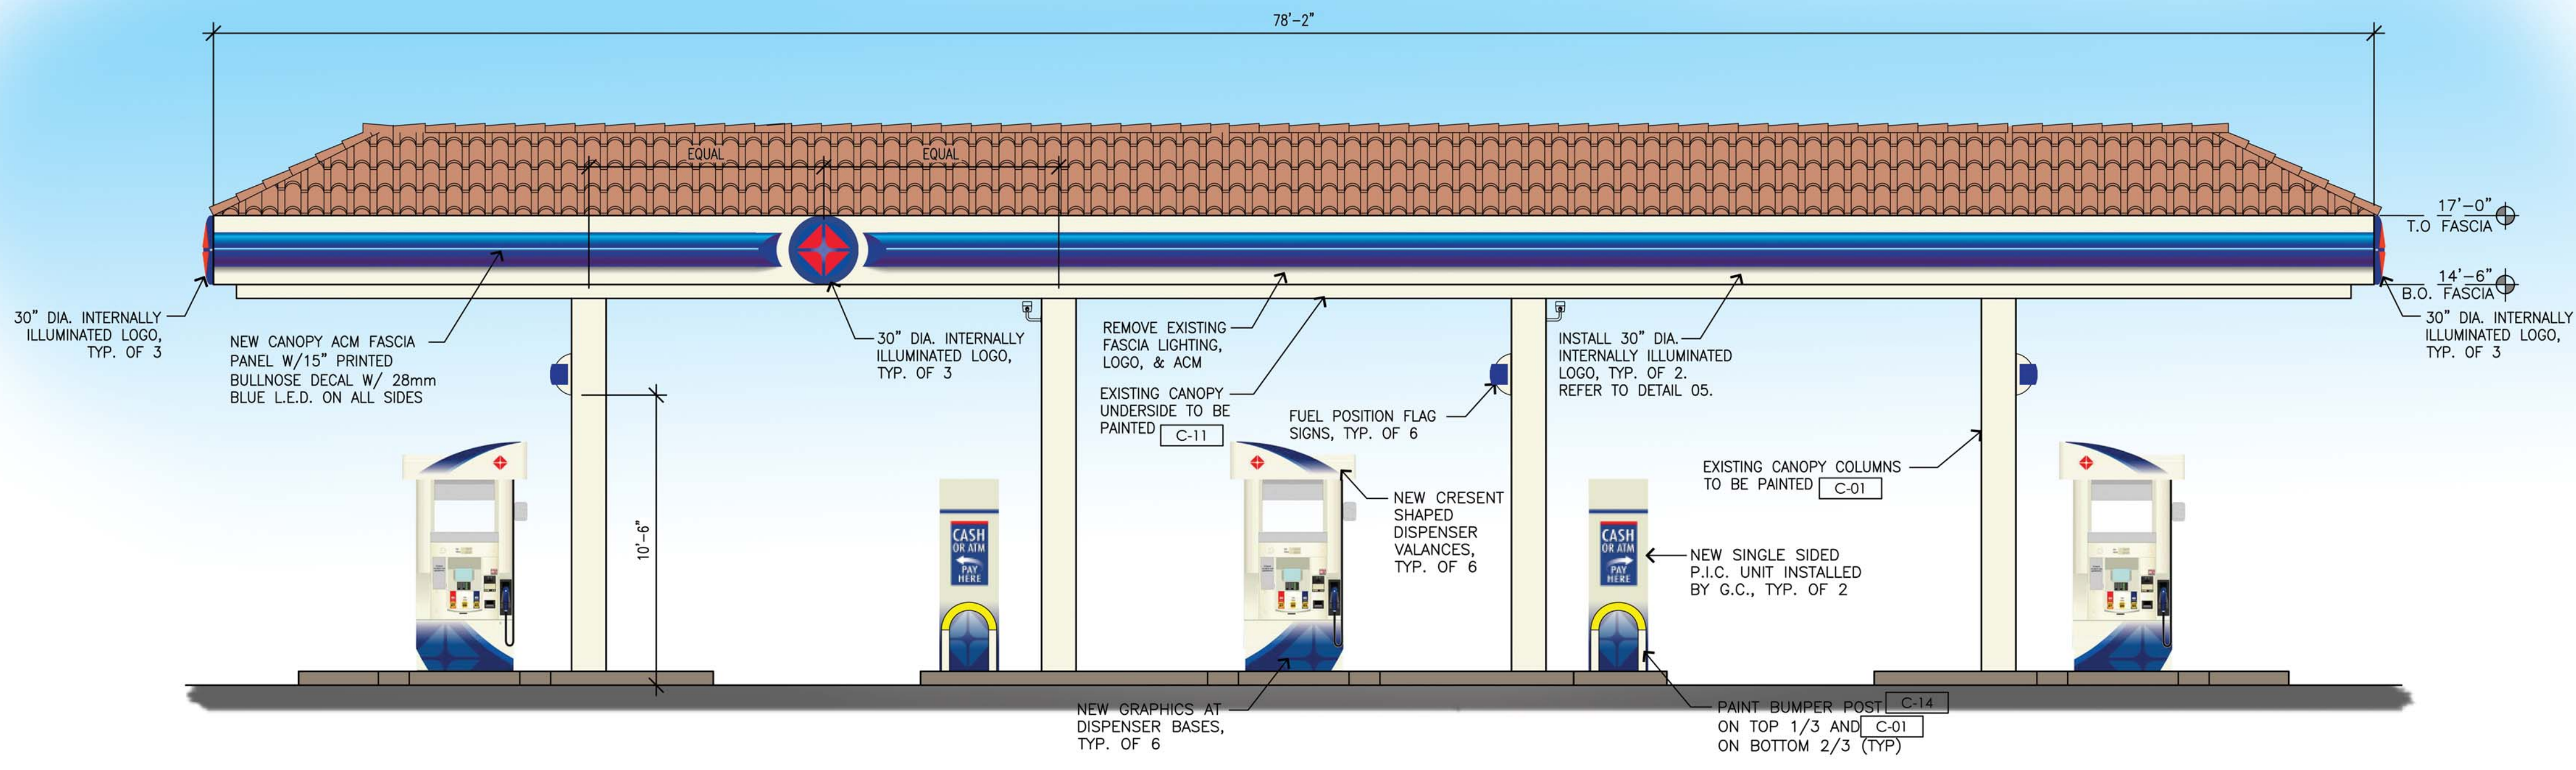 78'-2"
EQUAL
EQUAL
17'-0"
T.O FASCIA
14'-6"
B.O. FASCIA
30" DIA. INTERNALLY
ILLUMINATED LOGO,
TYP. OF 3
NEW CANOPY ACM FASCIA
PANEL W/15" PRINTED
BULLNOSE DECAL W/ 28mm
BLUE L.E.D. ON ALL SIDES
30" DIA. INTERNALLY
ILLUMINATED LOGO,
TYP. OF 3
REMOVE EXISTING
FASCIA LIGHTING,
LOGO, & ACM
EXISTING CANOPY
UNDERSIDE TO BE
PAINTED C-11
FUEL POSITION FLAG
SIGNS, TYP. OF 6
INSTALL 30" DIA.
INTERNALLY ILLUMINATED
LOGO, TYP. OF 2.
REFER TO DETAIL 05.
30" DIA. INTERNALLY
ILLUMINATED LOGO,
TYP. OF 3
EXISTING CANOPY COLUMNS
TO BE PAINTED C-01
10'-6"
CASH
OR ATM
PAY
HERE
NEW CRESENT
SHAPED
DISPENSER
VALANCES,
TYP. OF 6
CASH
OR ATM
PAY
HERE
NEW SINGLE SIDED
P.I.C. UNIT INSTALLED
BY G.C., TYP. OF 2
NEW GRAPHICS AT
DISPENSER BASES,
TYP. OF 6
PAINT BUMPER POST C-14
ON TOP 1/3 AND C-01
ON BOTTOM 2/3 (TYP)